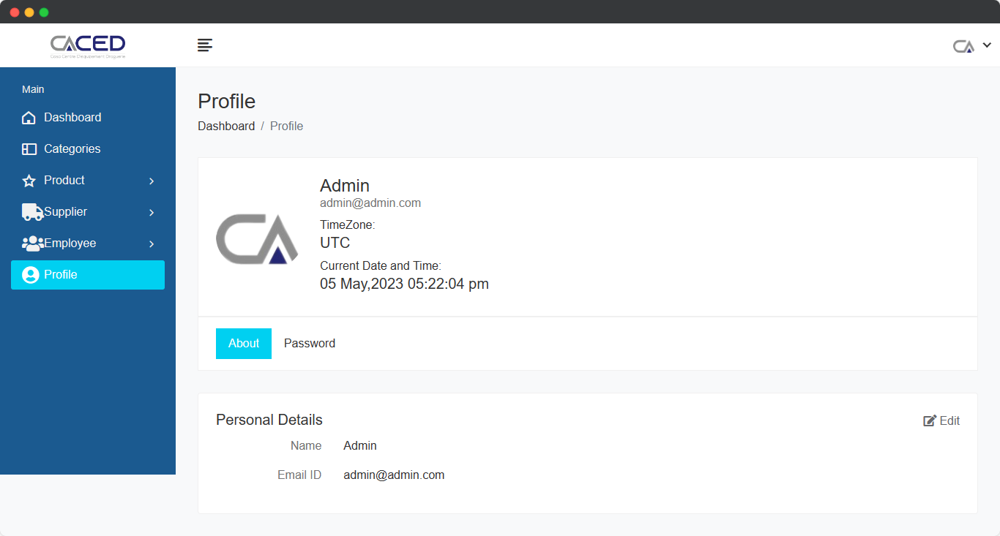 CACED
CA
Main
Dashboard
Categories
Product
Supplier
Employee
Profile
Profile
Dashboard / Profile
CA
Admin
admin@admin.com
TimeZone:
UTC
Current Date and Time:
05 May,2023 05:22:04 pm
About Password
Personal Details
Edit
Name Admin
Email ID admin@admin.com